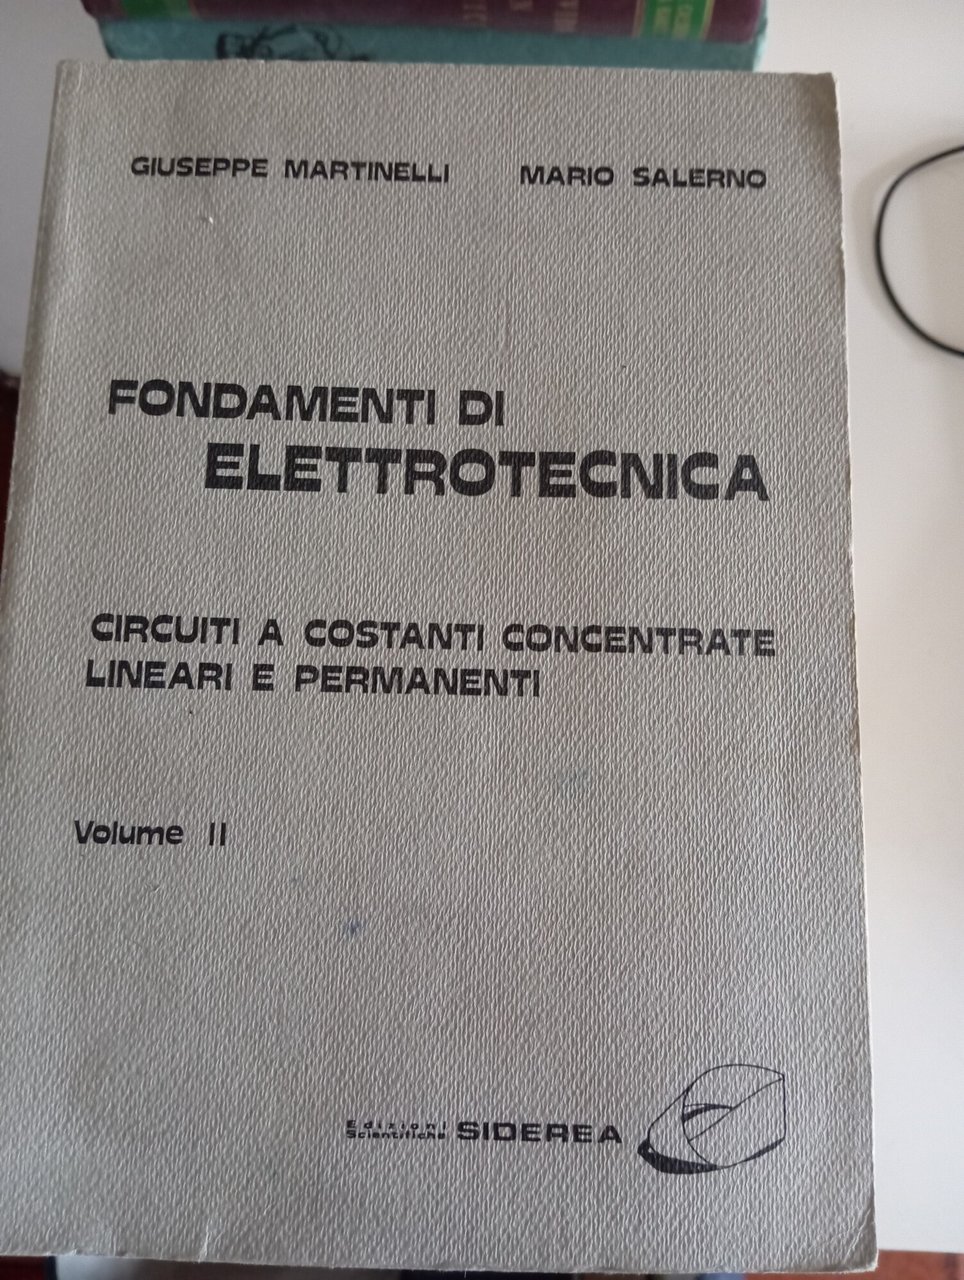 GIUSEPPE MARTINELLI MARIO SALERNO
FONDAMENTI DI
ELETTROTECNICA
CIRCUITI A COSTANTI CONCENTRATE
LINEARI E PERMANENTI
Volume II
Edizioni
Scientifiche SIDEREA